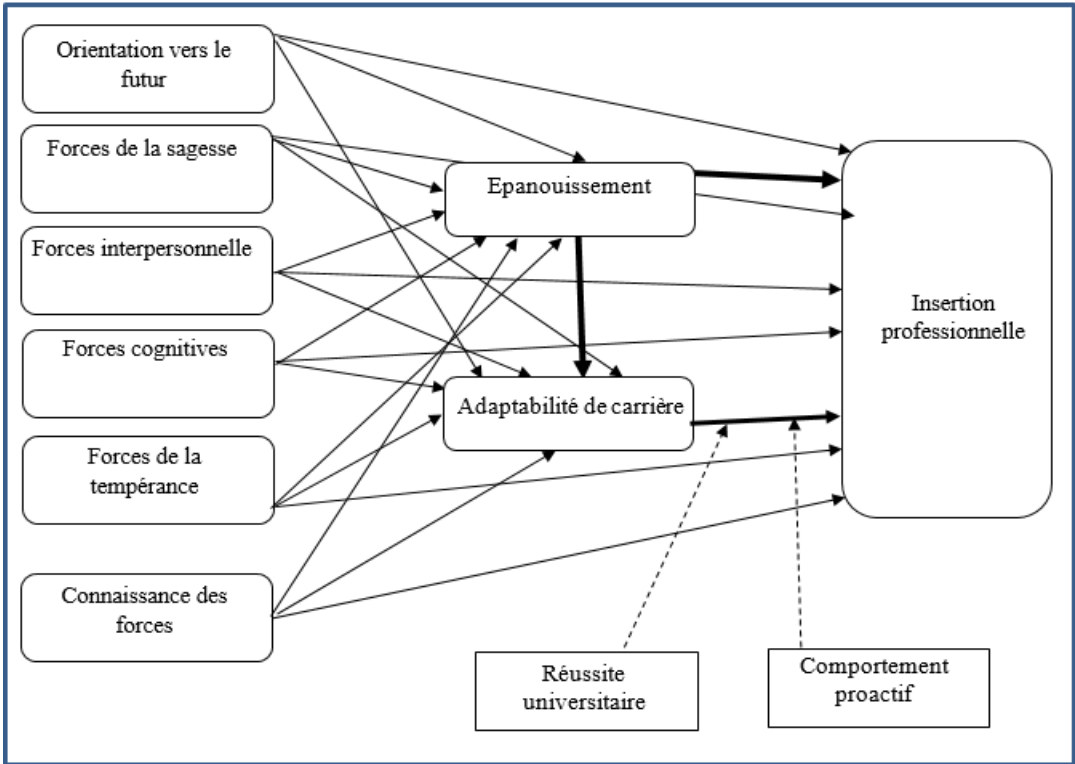 Orientation vers le
futur
Forces de la sagesse
Forces interpersonnelle
Forces cognitives
Forces de la
tempérance
Connaissance des
forces
Epanouissement
Adaptabilité de carrière
Insertion
professionnelle
Réussite
universitaire
Comportement
proactif